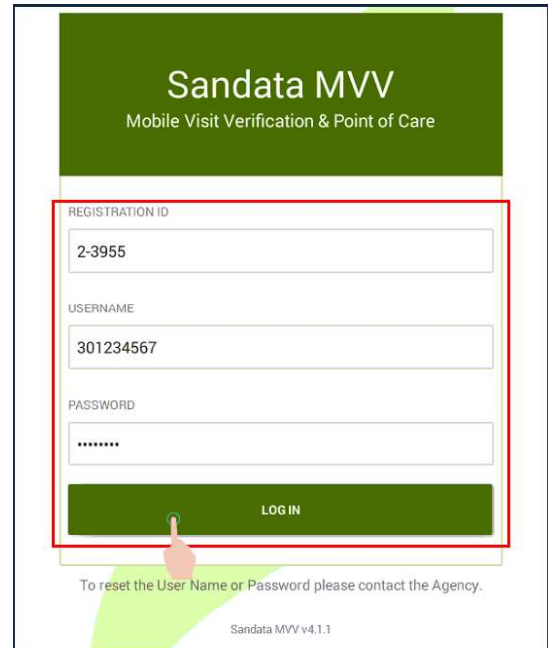 Sandata MVV
Mobile Visit Verification & Point of Care
REGISTRATION ID
2-3955
USERNAME
301234567
PASSWORD
••••••••
LOG IN
To reset the User Name or Password please contact the Agency.
Sandata MVV v4.1.1